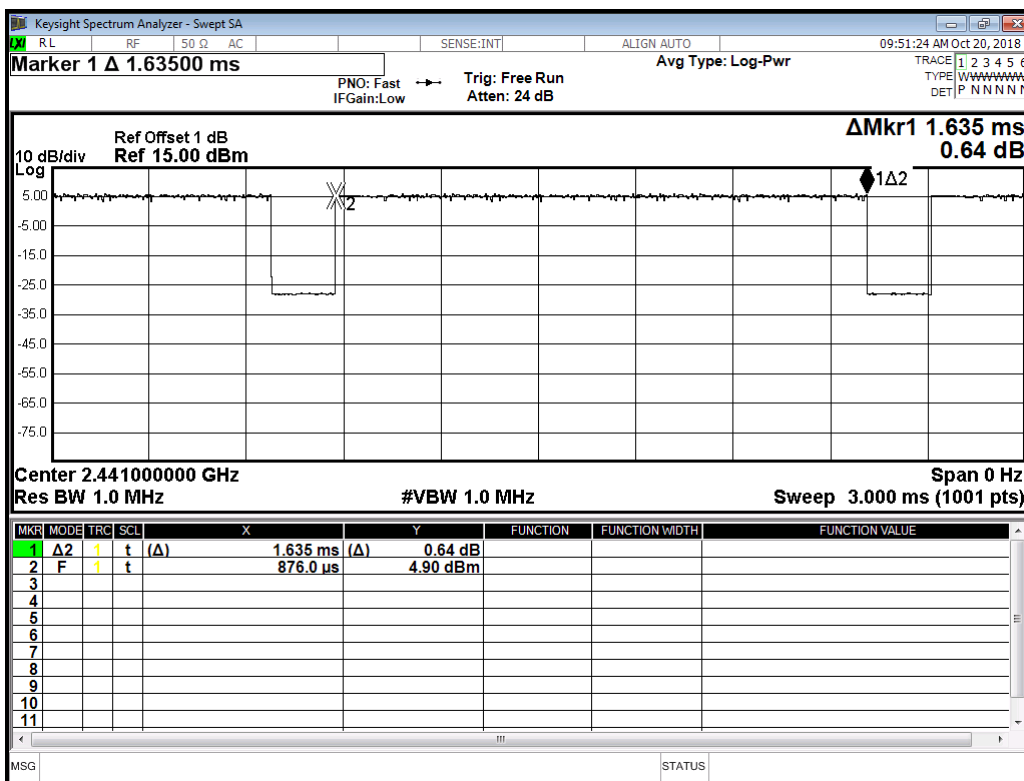 Keysight Spectrum Analyzer - Swept SA
LXI RL RF 50 Ω AC SENSE:INT ALIGN AUTO 09:51:24 AM Oct 20, 2018
Marker 1 Δ 1.63500 ms
PNO: Fast
IFGain:Low
Trig: Free Run
Atten: 24 dB
Avg Type: Log-Pwr
TRACE 1 2 3 4 5 6
TYPE WWWWWW
DET P N N N N N
ΔMkr1 1.635 ms
0.64 dB
Ref Offset 1 dB
10 dB/div Ref 15.00 dBm
Log
5.00
-5.00
-15.0
-25.0
-35.0
-45.0
-55.0
-65.0
-75.0
2
1Δ2
Center 2.441000000 GHz Span 0 Hz
Res BW 1.0 MHz #VBW 1.0 MHz Sweep 3.000 ms (1001 pts)
MKR MODE TRC SCL X Y FUNCTION FUNCTION WIDTH FUNCTION VALUE
1 Δ2 1 t (Δ) 1.635 ms (Δ) 0.64 dB
2 F 1 t 876.0 µs 4.90 dBm
3
4
5
6
7
8
9
10
11
MSG STATUS